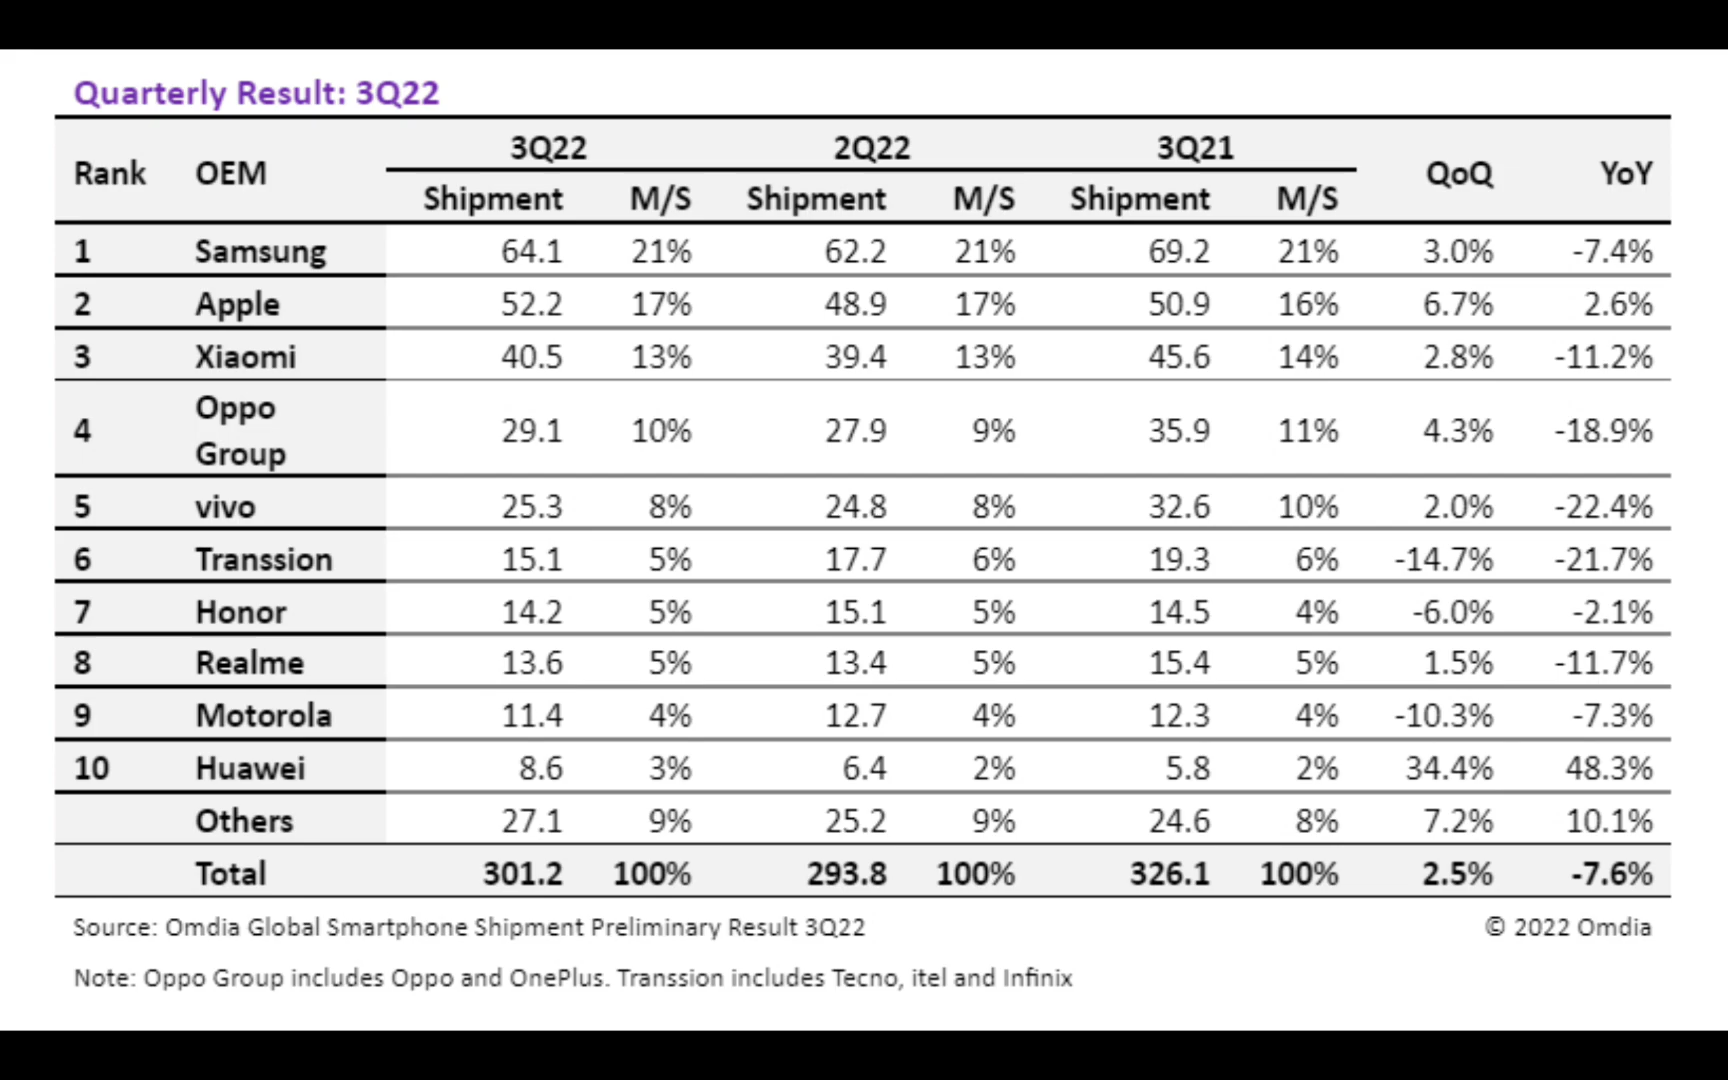 Quarterly Result: 3Q22
Rank OEM 3Q22 2Q22 3Q21 QoQ YoY
Shipment M/S Shipment M/S Shipment M/S
1 Samsung 64.1 21% 62.2 21% 69.2 21% 3.0% -7.4%
2 Apple 52.2 17% 48.9 17% 50.9 16% 6.7% 2.6%
3 Xiaomi 40.5 13% 39.4 13% 45.6 14% 2.8% -11.2%
4 Oppo Group 29.1 10% 27.9 9% 35.9 11% 4.3% -18.9%
5 vivo 25.3 8% 24.8 8% 32.6 10% 2.0% -22.4%
6 Transsion 15.1 5% 17.7 6% 19.3 6% -14.7% -21.7%
7 Honor 14.2 5% 15.1 5% 14.5 4% -6.0% -2.1%
8 Realme 13.6 5% 13.4 5% 15.4 5% 1.5% -11.7%
9 Motorola 11.4 4% 12.7 4% 12.3 4% -10.3% -7.3%
10 Huawei 8.6 3% 6.4 2% 5.8 2% 34.4% 48.3%
Others 27.1 9% 25.2 9% 24.6 8% 7.2% 10.1%
Total 301.2 100% 293.8 100% 326.1 100% 2.5% -7.6%
Source: Omdia Global Smartphone Shipment Preliminary Result 3Q22 © 2022 Omdia
Note: Oppo Group includes Oppo and OnePlus. Transsion includes Tecno, itel and Infinix